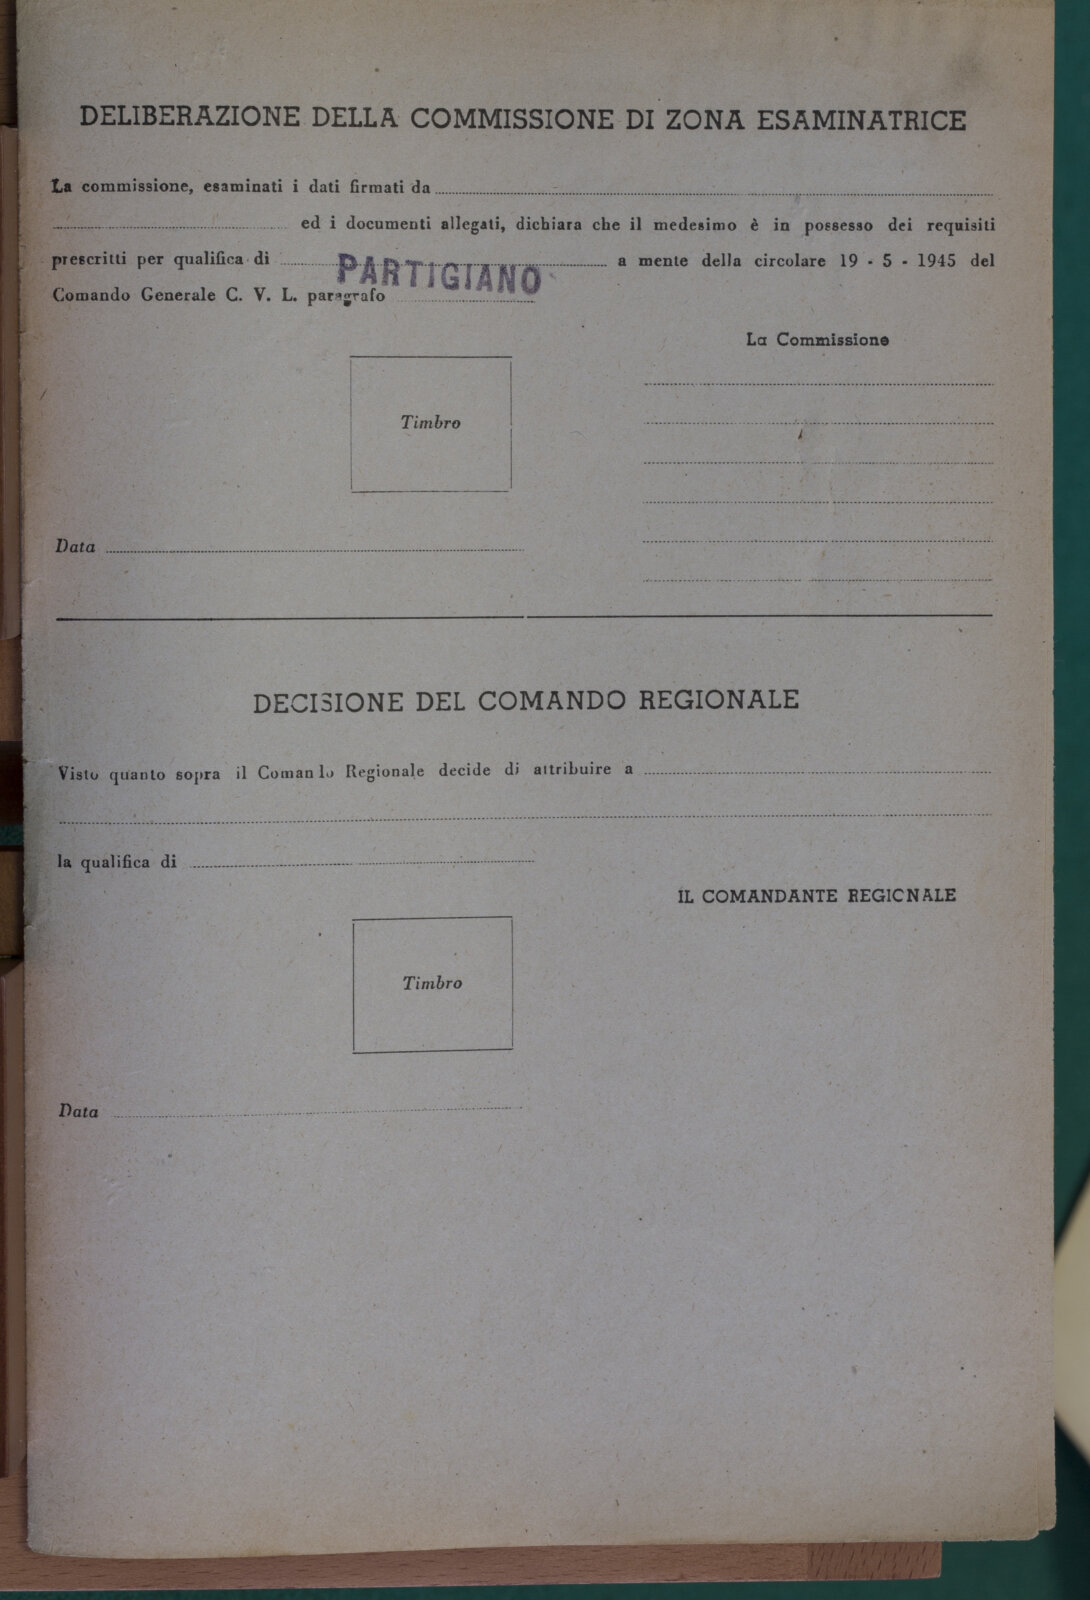 DELIBERAZIONE DELLA COMMISSIONE DI ZONA ESAMINATRICE
La commissione, esaminati i dati firmati da
ed i documenti allegati, dichiara che il medesimo è in possesso dei requisiti
prescritti per qualifica di PARTIGIANO a mente della circolare 19 - 5 - 1945 del
Comando Generale C. V. L. paragrafo
La Commissione
Timbro
Data
DECISIONE DEL COMANDO REGIONALE
Visto quanto sopra il Comando Regionale decide di attribuire a
la qualifica di
IL COMANDANTE REGIONALE
Timbro
Data